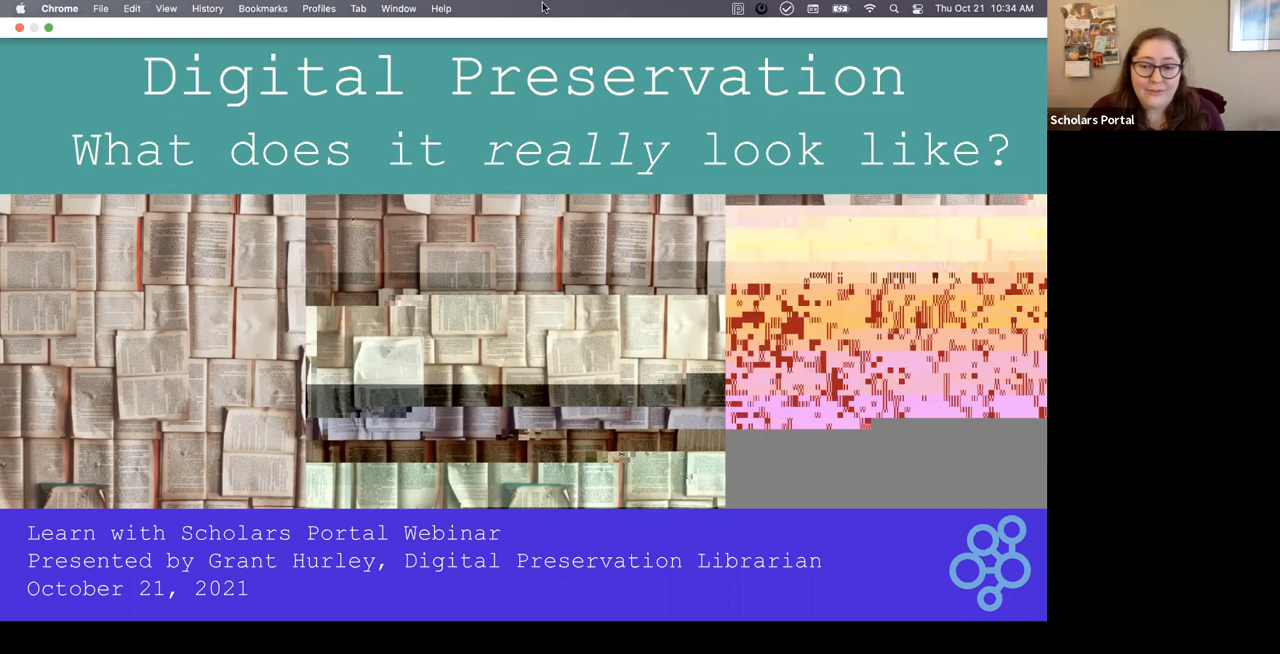 Chrome File Edit View History Bookmarks Profiles Tab Window Help Thu Oct 21 10:34 AM
Digital Preservation
What does it really look like?
Scholars Portal
Learn with Scholars Portal Webinar
Presented by Grant Hurley, Digital Preservation Librarian
October 21, 2021